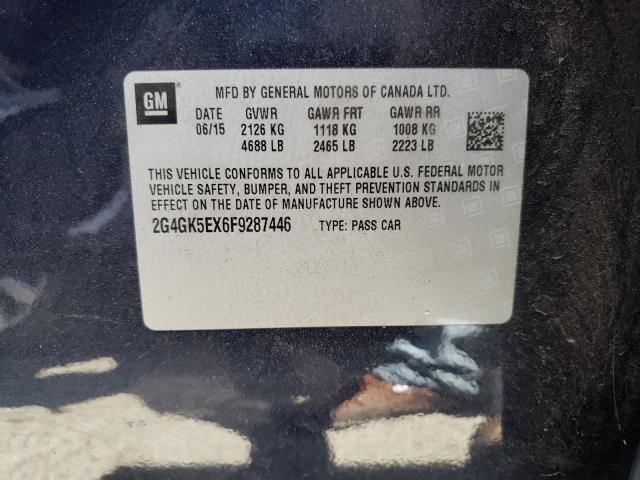 GM
MFD BY GENERAL MOTORS OF CANADA LTD.
DATE GVWR GAWR FRT GAWR RR
06/15 2126 KG 1118 KG 1008 KG
4688 LB 2465 LB 2223 LB
THIS VEHICLE CONFORMS TO ALL APPLICABLE U.S. FEDERAL MOTOR
VEHICLE SAFETY, BUMPER, AND THEFT PREVENTION STANDARDS IN
EFFECT ON THE DATE OF MANUFACTURE SHOWN ABOVE.
2G4GK5EX6F9287446 TYPE: PASS CAR